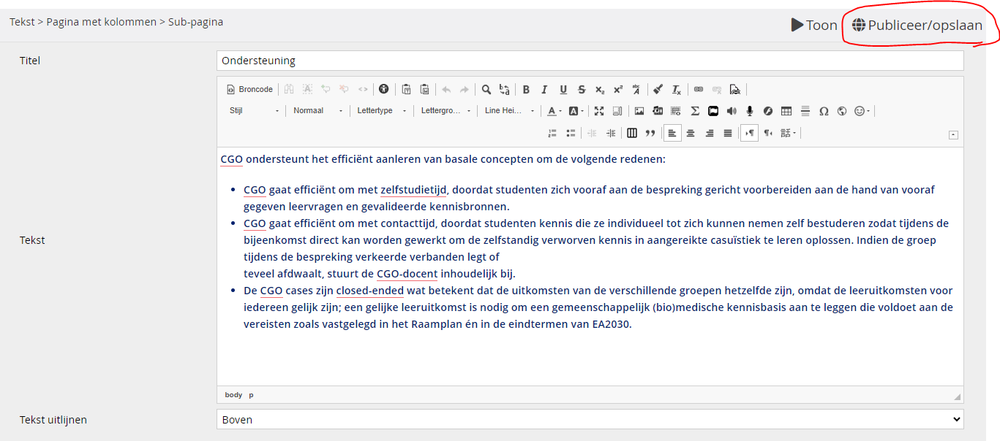 Tekst > Pagina met kolommen > Sub-pagina
Toon
Publiceer/opslaan
Titel
Ondersteuning
Broncode
Stijl
Normaal
Lettertype
Lettergro...
Line Hei...
Tekst
CGO ondersteunt het efficiënt aanleren van basale concepten om de volgende redenen:
• CGO gaat efficiënt om met zelfstudietijd, doordat studenten zich vooraf aan de bespreking gericht voorbereiden aan de hand van vooraf
gegeven leervragen en gevalideerde kennisbronnen.
• CGO gaat efficiënt om met contacttijd, doordat studenten kennis die ze individueel tot zich kunnen nemen zelf bestuderen zodat tijdens de
bijeenkomst direct kan worden gewerkt om de zelfstandig verworven kennis in aangereikte casuïstiek te leren oplossen. Indien de groep
tijdens de bespreking verkeerde verbanden legt of
teveel afdwaalt, stuurt de CGO-docent inhoudelijk bij.
• De CGO cases zijn closed-ended wat betekent dat de uitkomsten van de verschillende groepen hetzelfde zijn, omdat de leeruitkomsten voor
iedereen gelijk zijn; een gelijke leeruitkomst is nodig om een gemeenschappelijk (bio)medische kennisbasis aan te leggen die voldoet aan de
vereisten zoals vastgelegd in het Raamplan én in de eindtermen van EA2030.
body p
Tekst uitlijnen
Boven